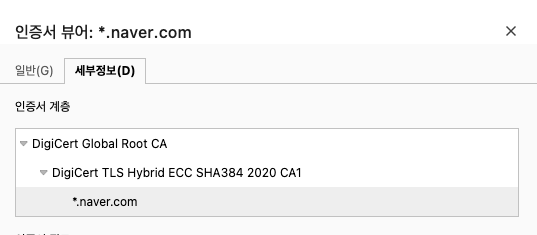 인증서 뷰어: *.naver.com
일반(G) 세부정보(D)
인증서 계층
DigiCert Global Root CA
DigiCert TLS Hybrid ECC SHA384 2020 CA1
*.naver.com